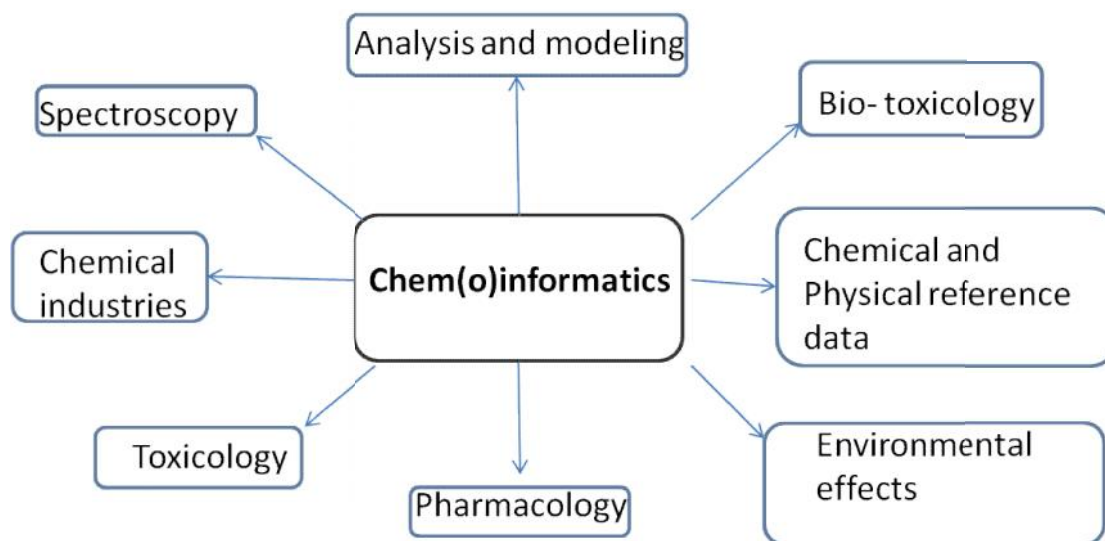 Analysis and modeling
Spectroscopy
Bio- toxicology
Chemical
industries
Chem(o)informatics
Chemical and
Physical reference
data
Toxicology
Pharmacology
Environmental
effects